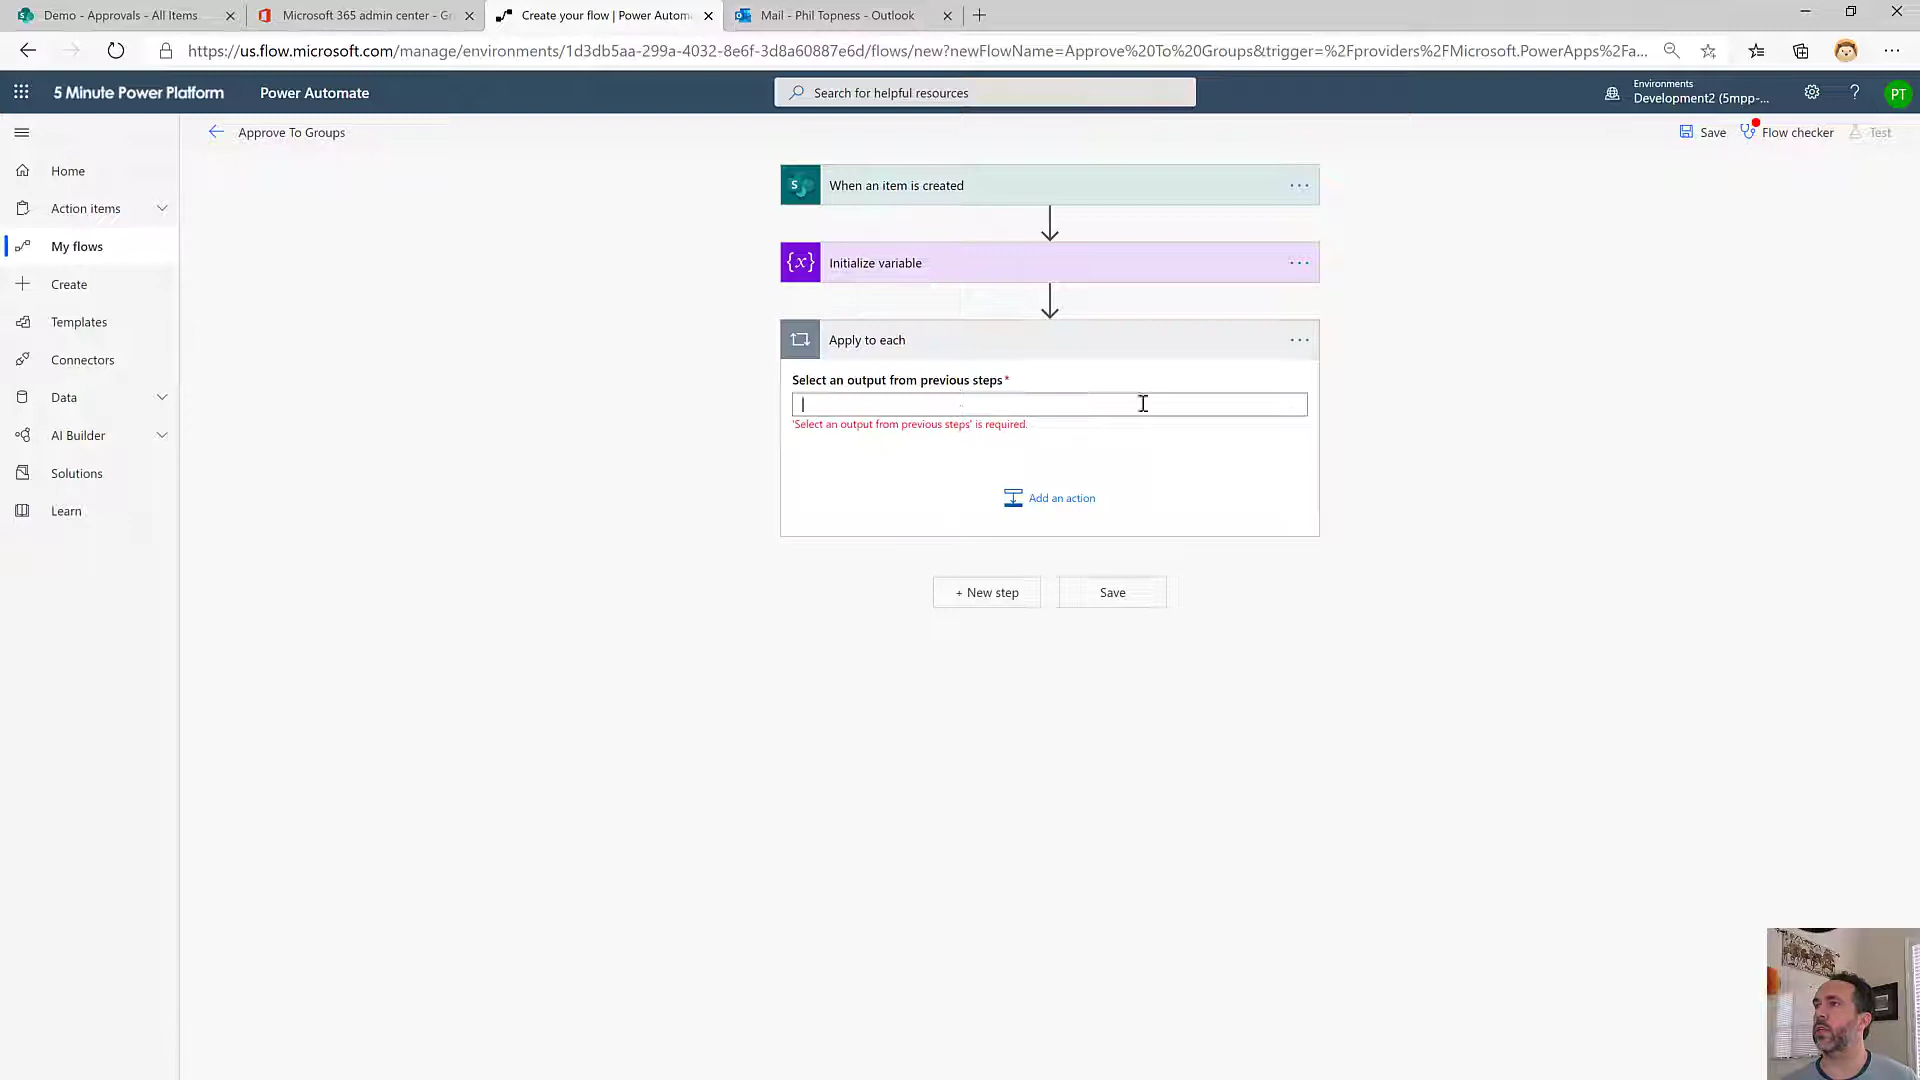 Demo - Approvals - All Items
Microsoft 365 admin center - Gr
Create your flow | Power Autom
Mail - Phil Topness - Outlook
https://us.flow.microsoft.com/manage/environments/1d3db5aa-299a-4032-8e6f-3d8a60887e6d/flows/new?newFlowName=Approve%20To%20Groups&trigger=%2Fproviders%2FMicrosoft.PowerApps%2Fa...
5 Minute Power Platform
Power Automate
Search for helpful resources
Environments
Development2 (5mpp-...
PT
Approve To Groups
Save
Flow checker
Test
Home
Action items
My flows
Create
Templates
Connectors
Data
AI Builder
Solutions
Learn
S
When an item is created
{x}
Initialize variable
Apply to each
Select an output from previous steps*
'Select an output from previous steps' is required.
Add an action
+ New step
Save